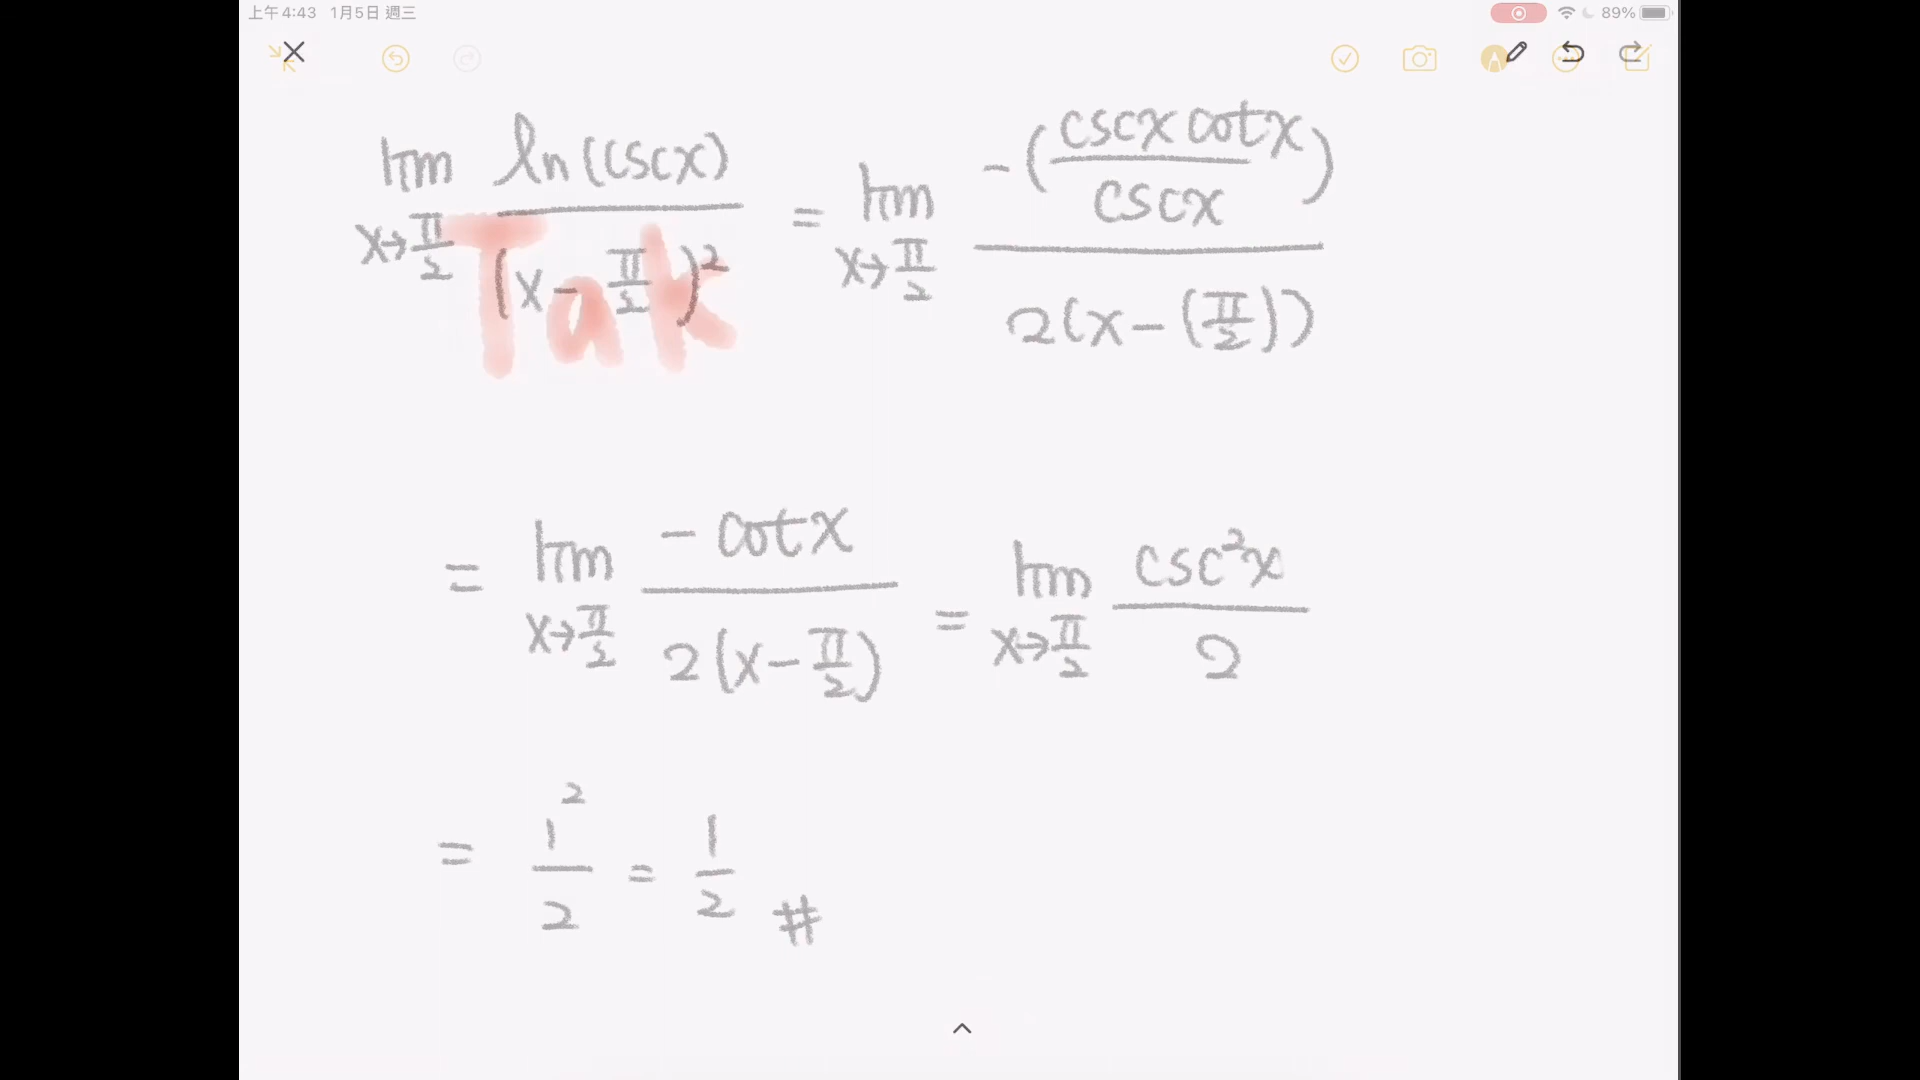 上午4:43 1月5日 週三 89%
lim x→π/2 ln(cscx) / (x-π/2)² = lim x→π/2 -(cscx cotx / cscx) / 2(x-(π/2))
Tak
= lim x→π/2 -cotx / 2(x-π/2) = lim x→π/2 csc²x / 2
= 1² / 2 = 1/2 #